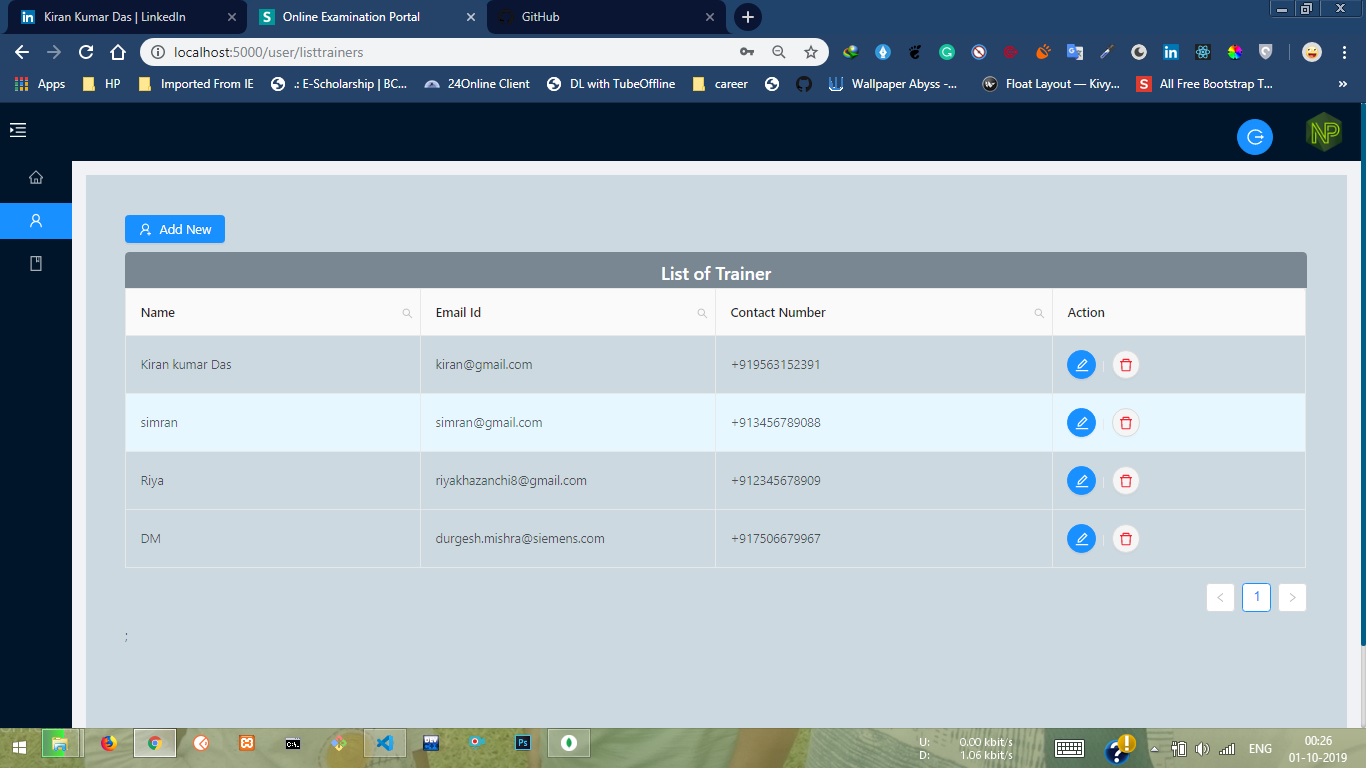 Kiran Kumar Das | LinkedIn
Online Examination Portal
GitHub
localhost:5000/user/listtrainers
Apps
HP
Imported From IE
.: E-Scholarship | BC...
24Online Client
DL with TubeOffline
career
Wallpaper Abyss -...
Float Layout — Kivy...
All Free Bootstrap T...
»
NP
Add New
List of Trainer
Name Email Id Contact Number Action
Kiran kumar Das kiran@gmail.com +919563152391
simran simran@gmail.com +913456789088
Riya riyakhazanchi8@gmail.com +912345678909
DM durgesh.mishra@siemens.com +917506679967
< 1 >
;
U: 0.00 kbit/s
D: 1.06 kbit/s
ENG
00:26
01-10-2019